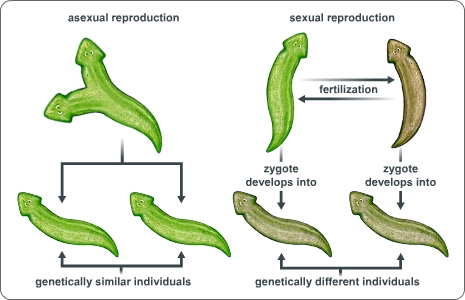 asexual reproduction
sexual reproduction
fertilization
zygote
develops into
zygote
develops into
genetically similar individuals
genetically different individuals